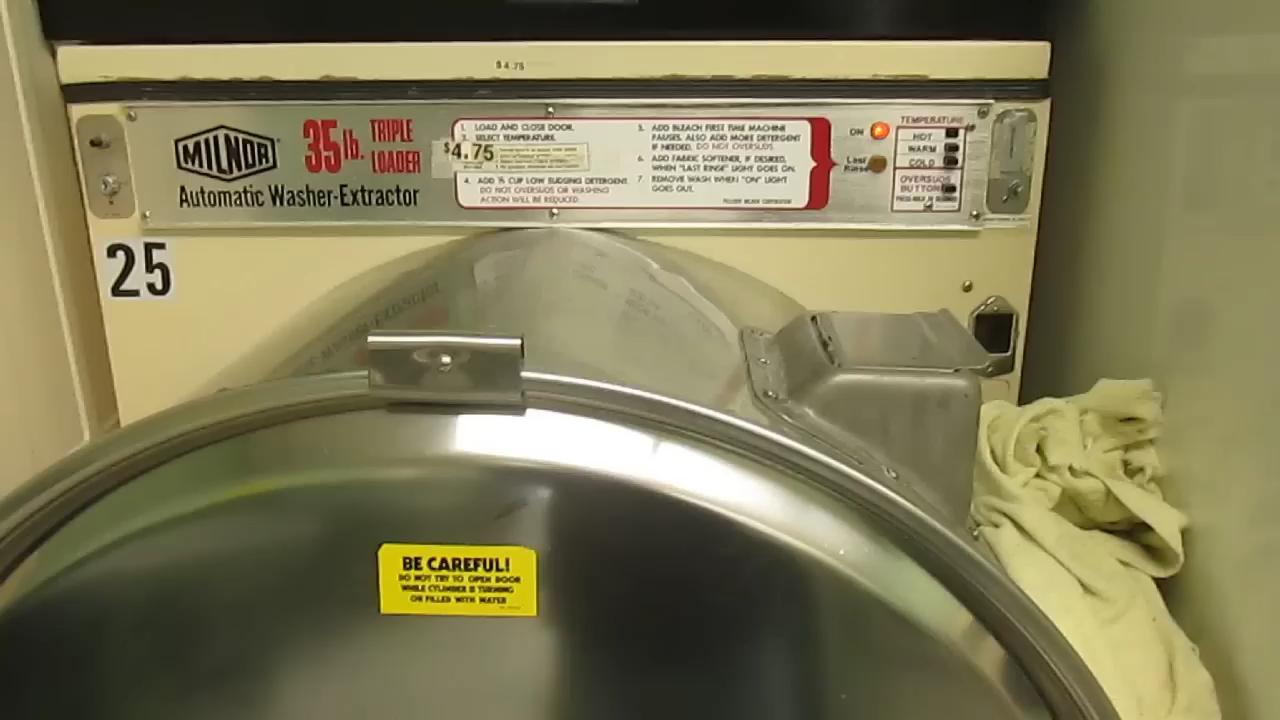 $4.75
MILNOR
35lb. TRIPLE
LOADER
Automatic Washer-Extractor
1. LOAD AND CLOSE DOOR.
2. SELECT TEMPERATURE.
$4.75
4. ADD ½ CUP LOW SUDSING DETERGENT.
DO NOT OVERSUDS OR WASHING
ACTION WILL BE REDUCED.
5. ADD BLEACH FIRST TIME MACHINE
PAUSES. ALSO ADD MORE DETERGENT
IF NEEDED. DO NOT OVERSUDS.
6. ADD FABRIC SOFTENER, IF DESIRED,
WHEN "LAST RINSE" LIGHT GOES ON.
7. REMOVE WASH WHEN "ON" LIGHT
GOES OUT.
PELLERIN MILNOR CORPORATION
ON
Last
Rinse
TEMPERATURE
HOT
WARM
COLD
OVERSUDS
BUTTON
25
BE CAREFUL!
DO NOT TRY TO OPEN DOOR
WHILE CYLINDER IS TURNING
OR FILLED WITH WATER